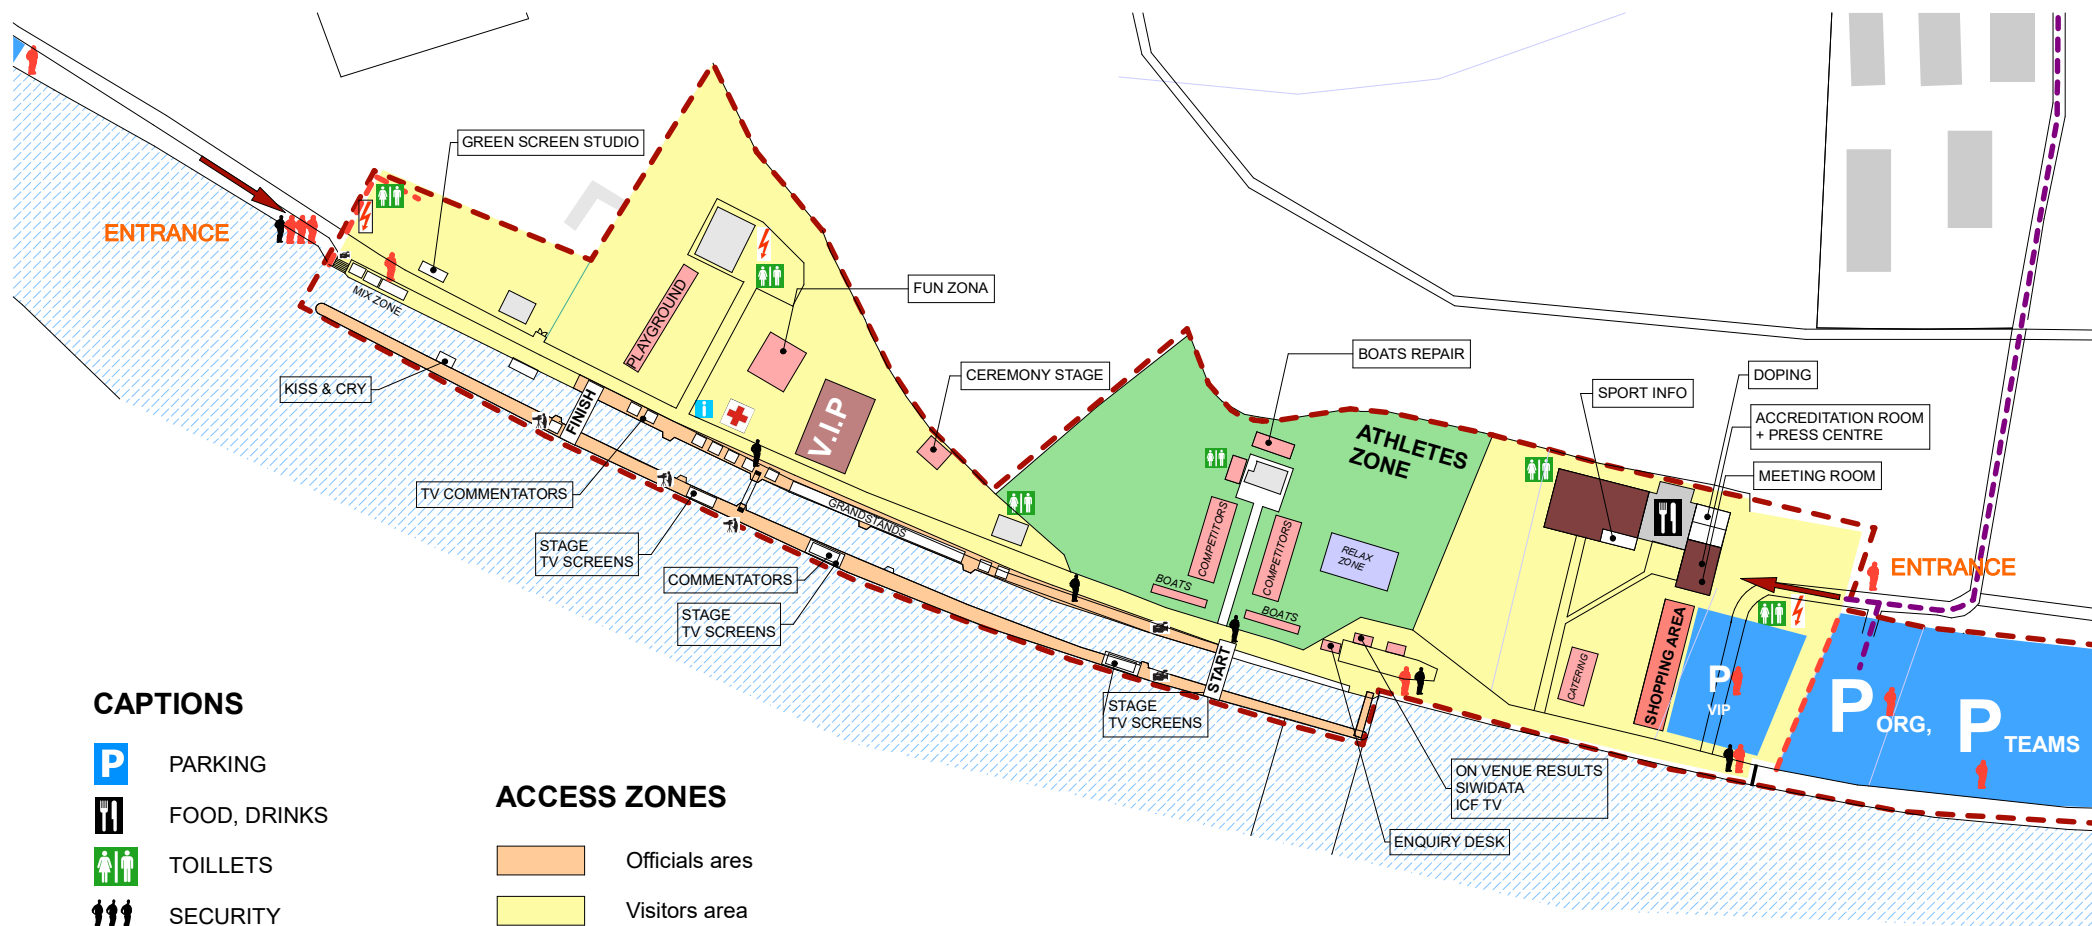 GREEN SCREEN STUDIO
ENTRANCE
MIX ZONE
PLAYGROUND
FUN ZONA
KISS & CRY
FINISH
V.I.P
CEREMONY STAGE
BOATS REPAIR
ATHLETES
ZONE
SPORT INFO
DOPING
ACCREDITATION ROOM
+ PRESS CENTRE
MEETING ROOM
TV COMMENTATORS
GRANDSTANDS
STAGE
TV SCREENS
COMMENTATORS
STAGE
TV SCREENS
COMPETITORS
COMPETITORS
RELAX
ZONE
BOATS
BOATS
ENTRANCE
START
STAGE
TV SCREENS
CATERING
SHOPPING AREA
P
VIP
P ORG,
P TEAMS
ON VENUE RESULTS
SIWIDATA
ICF TV
ENQUIRY DESK
CAPTIONS
P PARKING
FOOD, DRINKS
TOILLETS
SECURITY
ACCESS ZONES
Officials ares
Visitors area